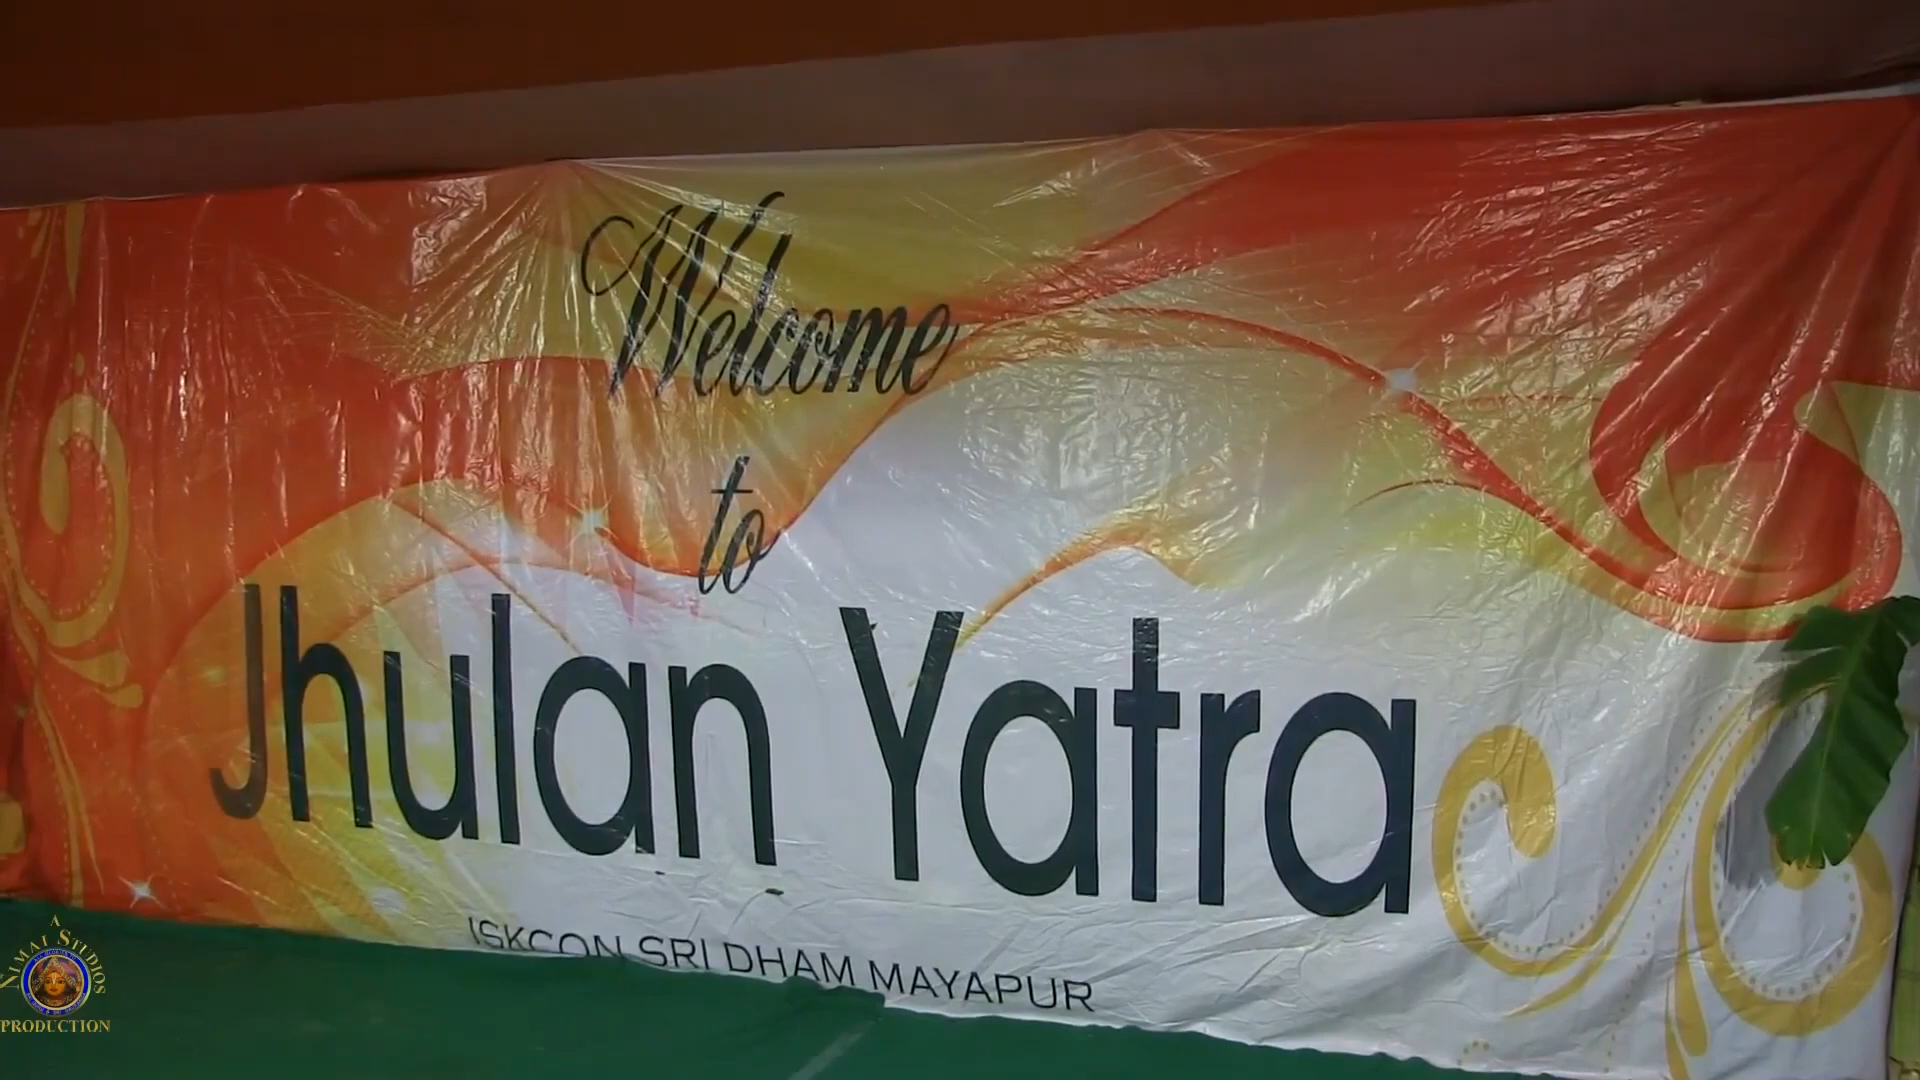 Welcome
to
Jhulan Yatra
ISKCON SRI DHAM MAYAPUR
A
NIMAI STUDIOS
PRODUCTION